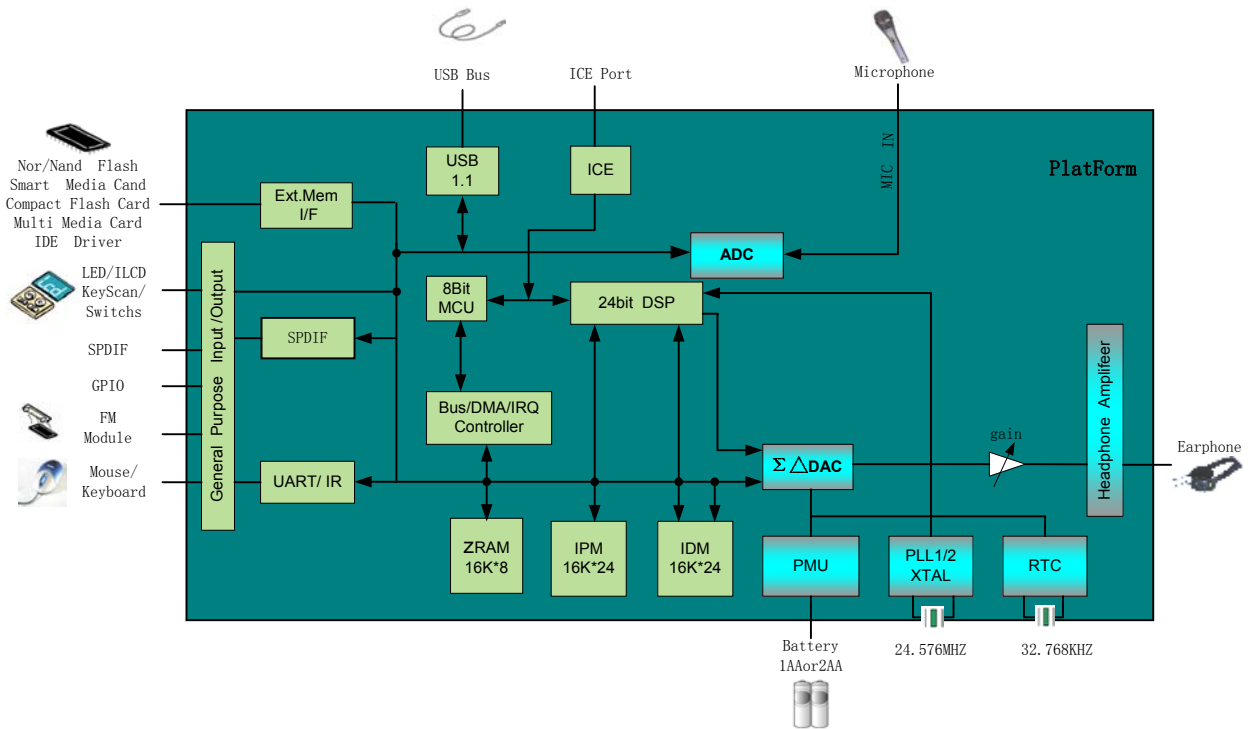 USB Bus
ICE Port
Microphone
MIC IN
PlatForm
Nor/Nand Flash
Smart Media Cand
Compact Flash Card
Multi Media Card
IDE Driver
LED/ILCD
KeyScan/
Switchs
SPDIF
GPIO
FM
Module
Mouse/
Keyboard
General Purpose Input/Output
Ext.Mem
I/F
USB
1.1
ICE
ADC
8Bit
MCU
24bit DSP
SPDIF
Bus/DMA/IRQ
Controller
UART/ IR
Σ△DAC
gain
Headphone Amplifeer
Earphone
ZRAM
16K*8
IPM
16K*24
IDM
16K*24
PMU
PLL1/2
XTAL
RTC
Battery
1AAor2AA
24.576MHZ
32.768KHZ